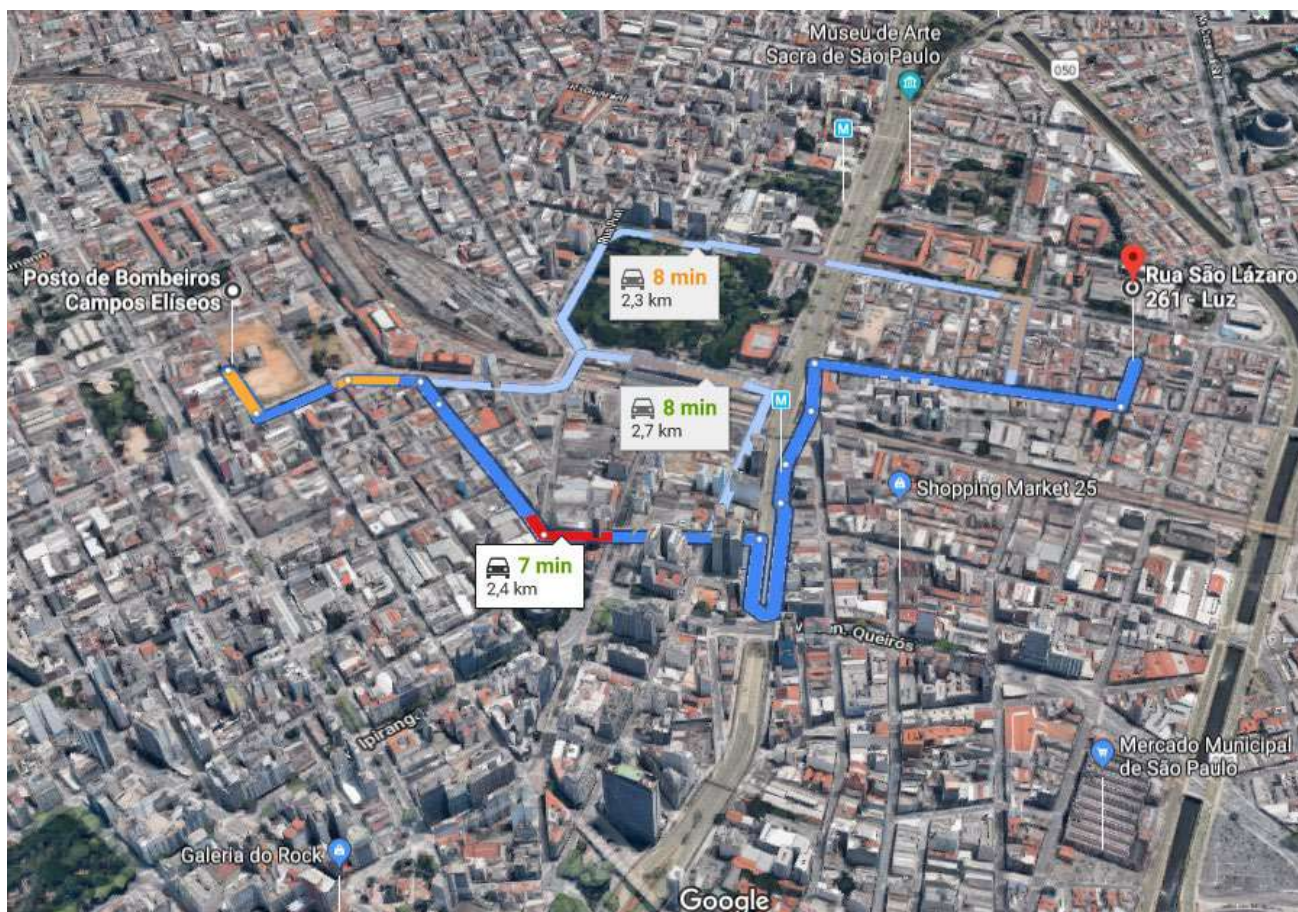 Museu de Arte
Sacra de São Paulo
050
M
Posto de Bombeiros
Campos Elíseos
8 min
2,3 km
Rua São Lázaro
261 - Luz
8 min
2,7 km
M
Shopping Market 25
7 min
2,4 km
n. Queirós
Ipirang
Mercado Municipal
de São Paulo
Galeria do Rock
Google